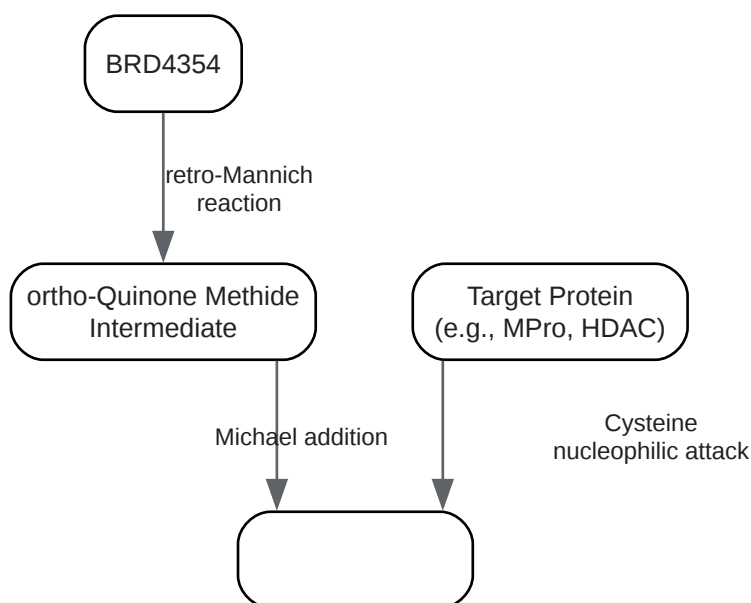 BRD4354
retro-Mannich
reaction
ortho-Quinone Methide
Intermediate
Target Protein
(e.g., MPro, HDAC)
Michael addition
Cysteine
nucleophilic attack